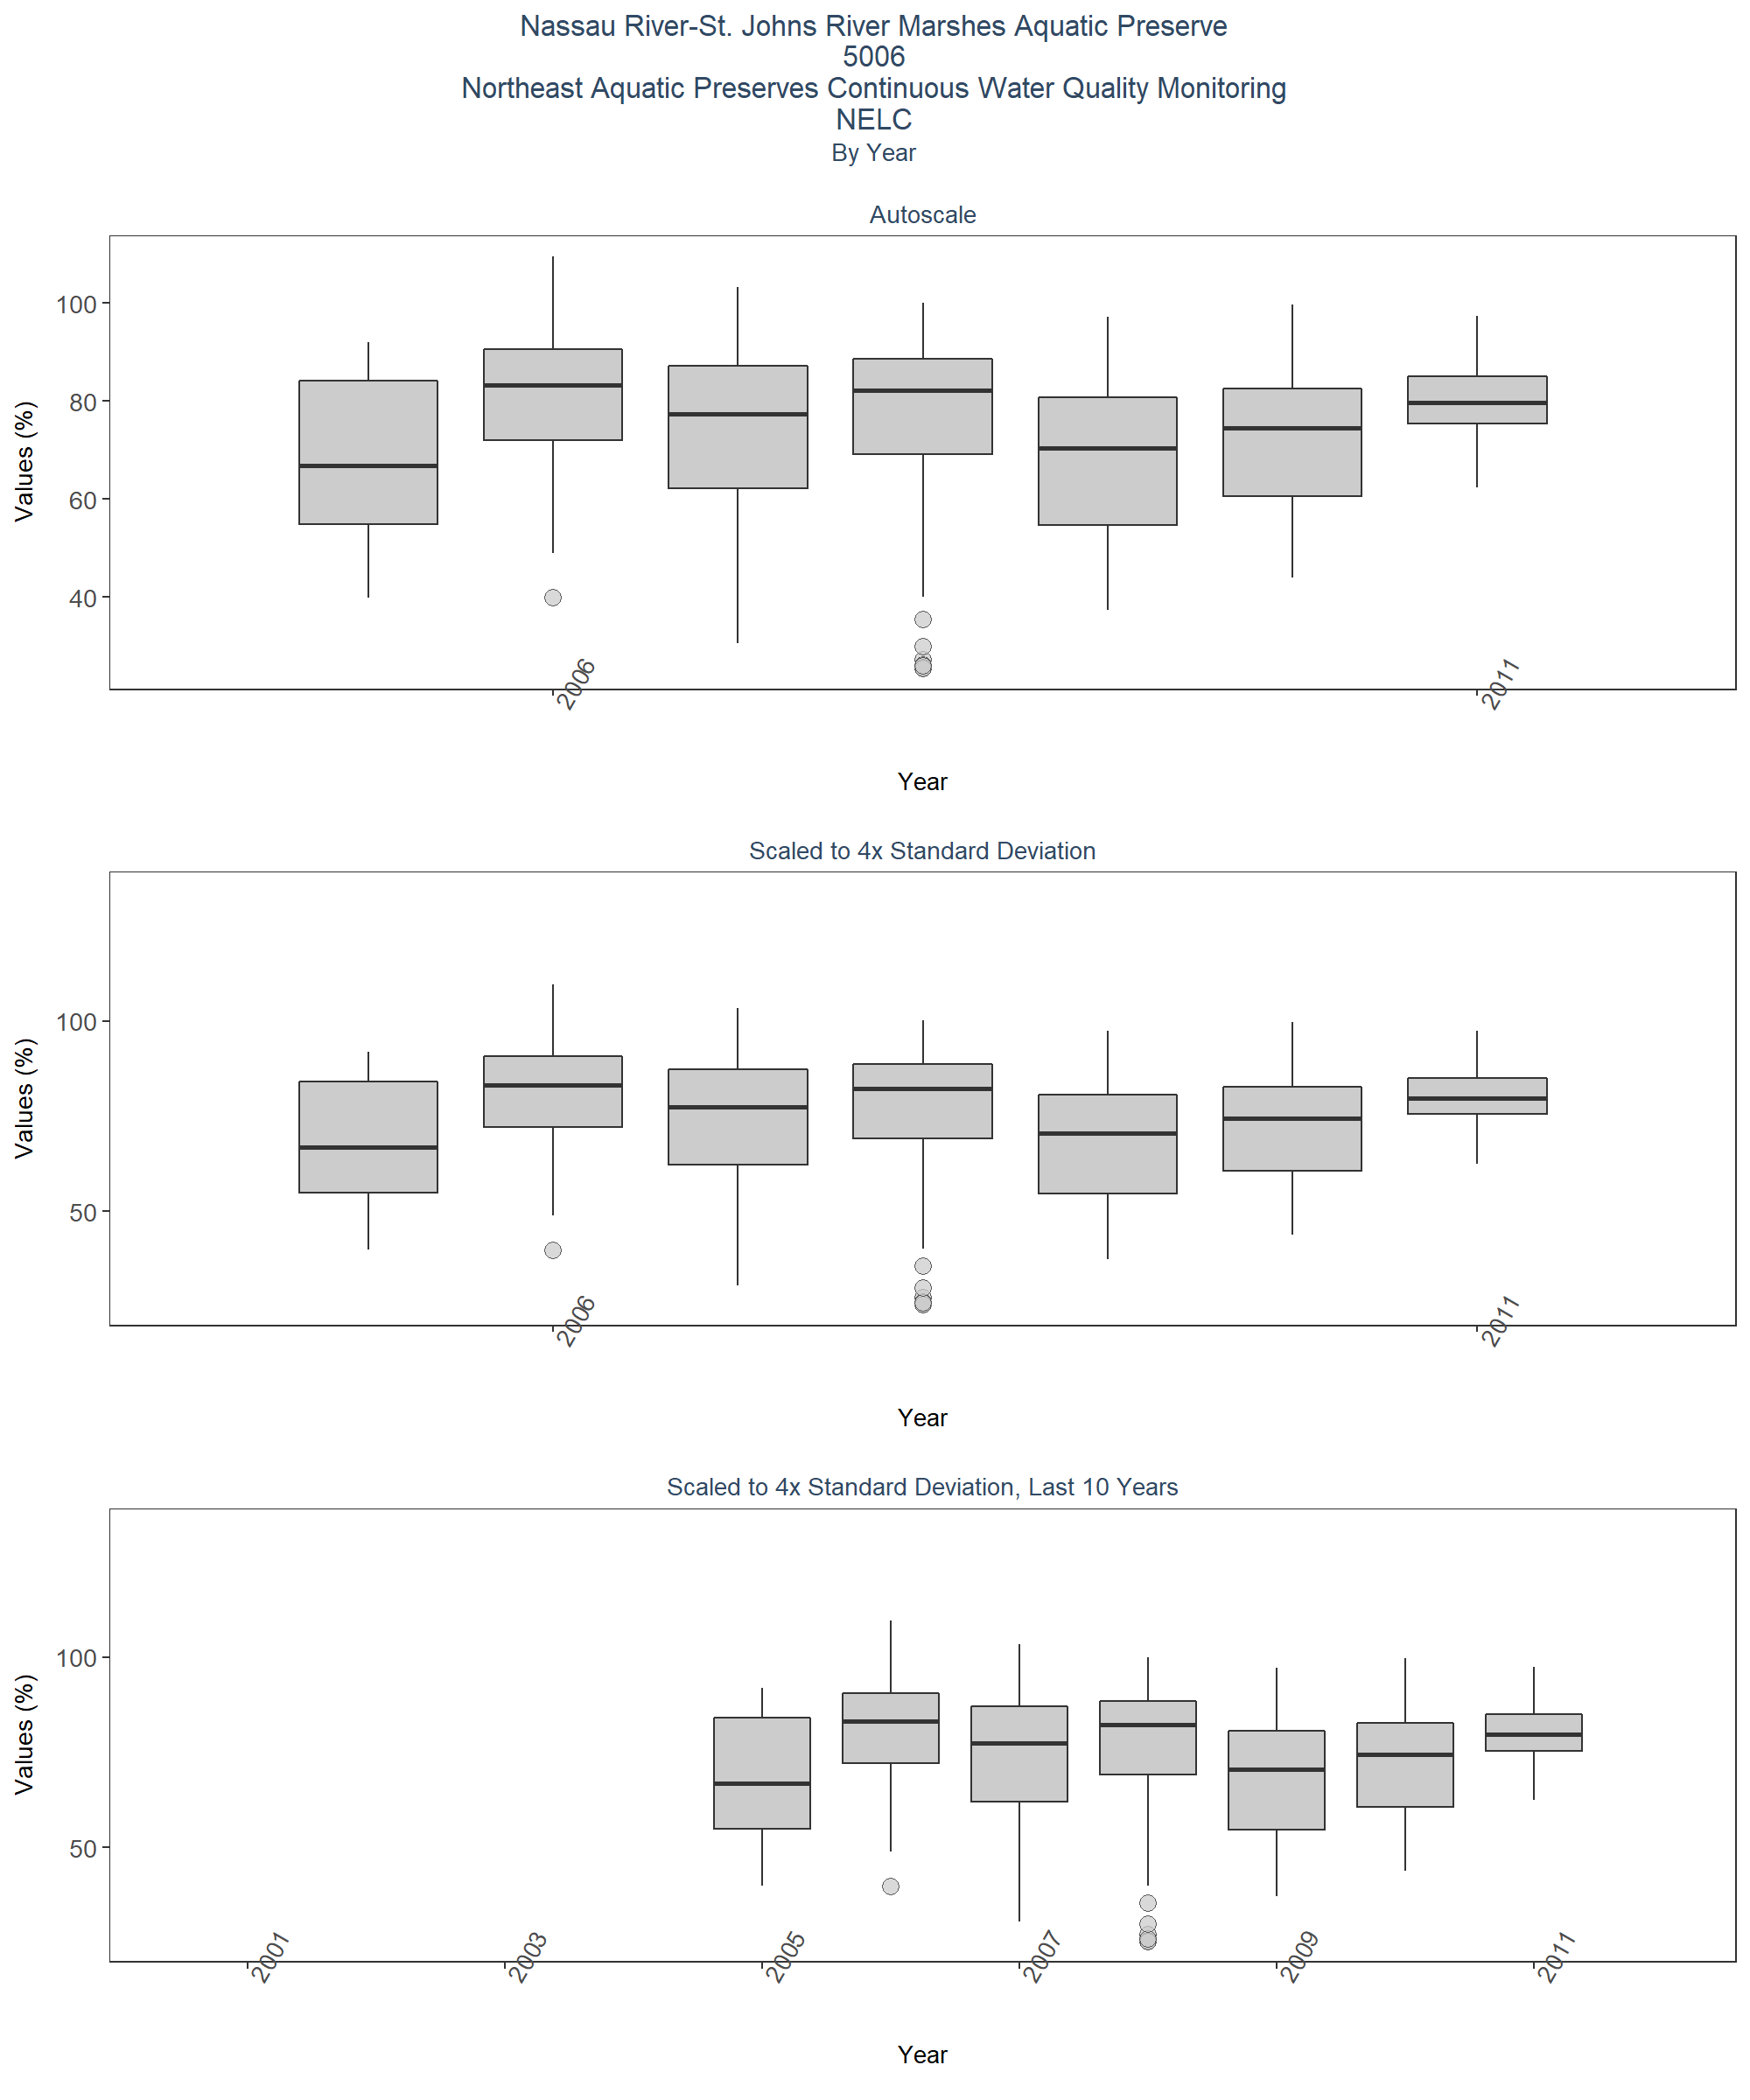 Nassau River-St. Johns River Marshes Aquatic Preserve
5006
Northeast Aquatic Preserves Continuous Water Quality Monitoring
NELC
By Year
Autoscale
Values (%)
100
80
60
40
2006
2011
Year
Scaled to 4x Standard Deviation
Values (%)
100
50
2006
2011
Year
Scaled to 4x Standard Deviation, Last 10 Years
Values (%)
100
50
2001
2003
2005
2007
2009
2011
Year